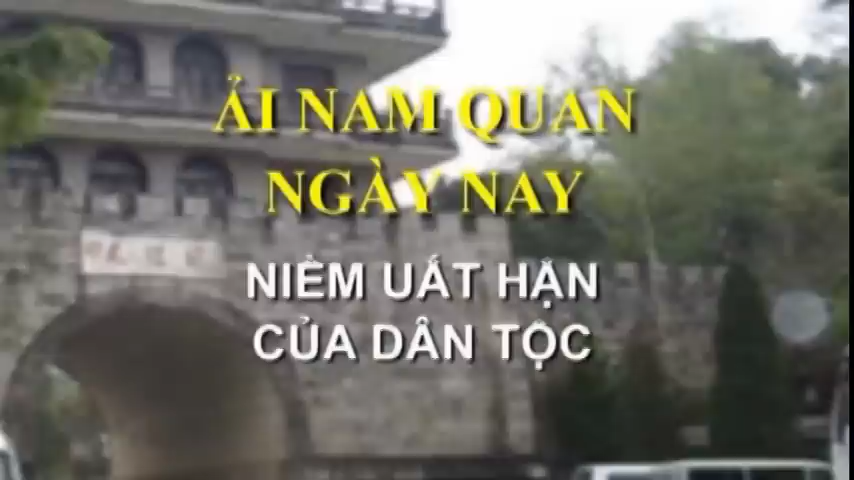 ẢI NAM QUAN
NGÀY NAY
NIỀM UẤT HẬN
CỦA DÂN TỘC